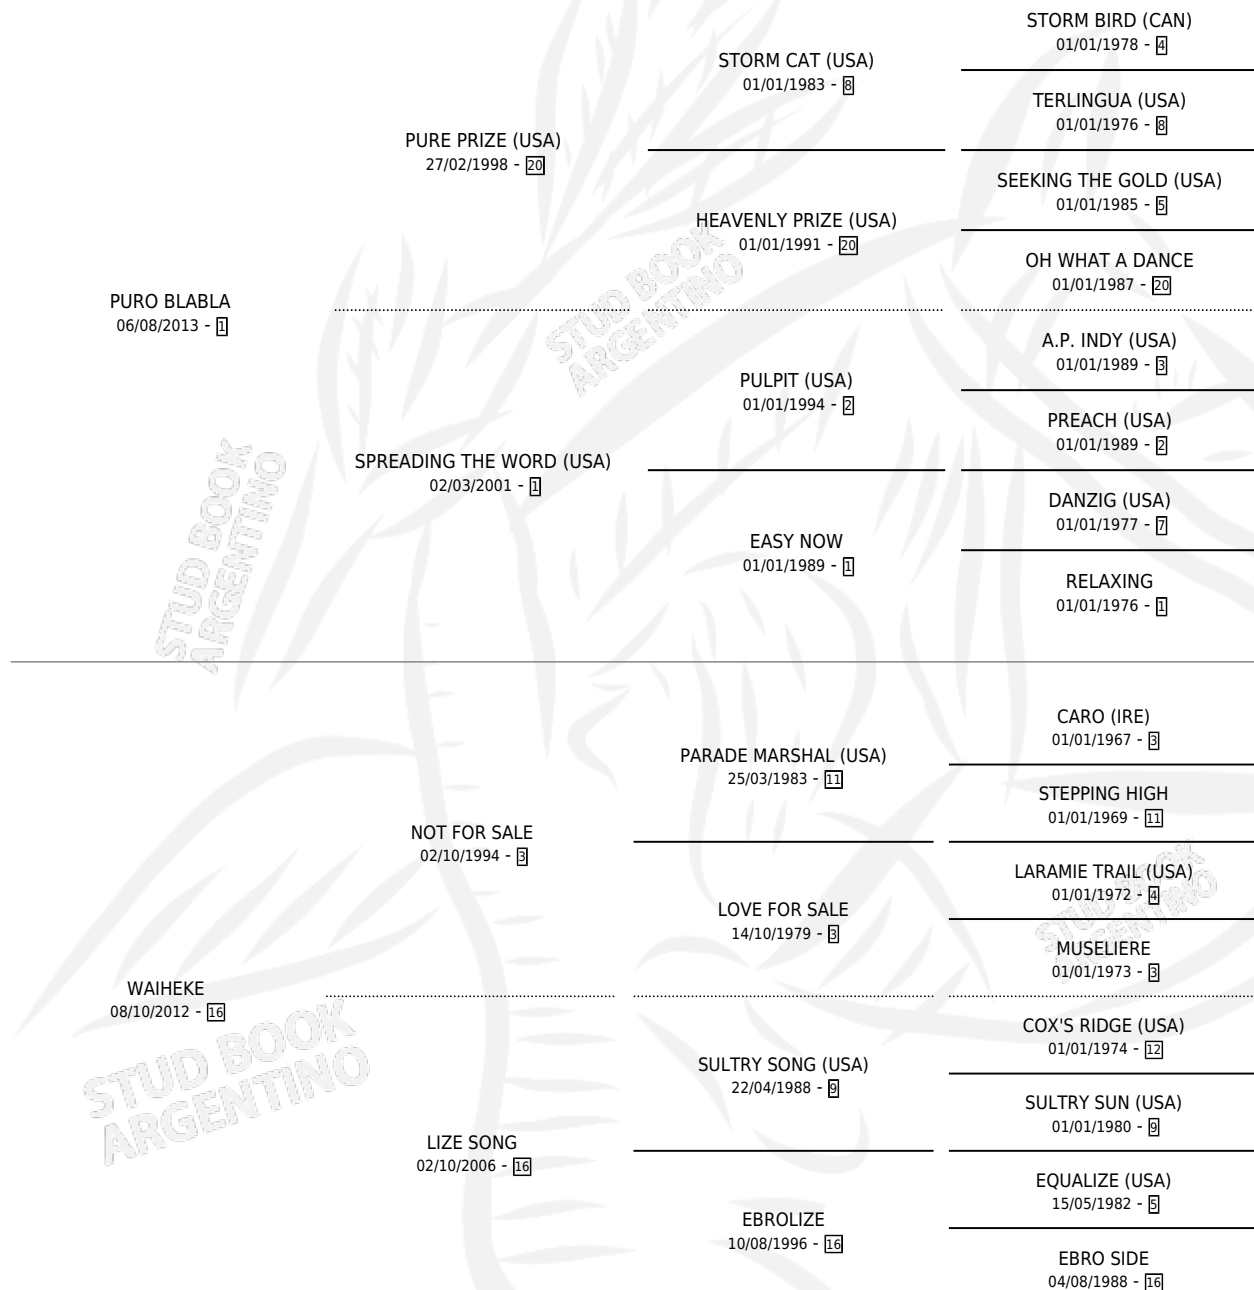 STORM BIRD (CAN)
01/01/1978 - 4
STORM CAT (USA)
01/01/1983 - 8
TERLINGUA (USA)
01/01/1976 - 8
PURE PRIZE (USA)
27/02/1998 - 20
SEEKING THE GOLD (USA)
01/01/1985 - 5
HEAVENLY PRIZE (USA)
01/01/1991 - 20
OH WHAT A DANCE
01/01/1987 - 20
PURO BLABLA
06/08/2013 - 1
STUD BOOK
ARGENTINO
A.P. INDY (USA)
01/01/1989 - 3
PULPIT (USA)
01/01/1994 - 2
PREACH (USA)
01/01/1989 - 2
SPREADING THE WORD (USA)
02/03/2001 - 1
DANZIG (USA)
01/01/1977 - 7
EASY NOW
01/01/1989 - 1
RELAXING
01/01/1976 - 1
STUD BOOK
ARGENTINO
CARO (IRE)
01/01/1967 - 3
PARADE MARSHAL (USA)
25/03/1983 - 11
STEPPING HIGH
01/01/1969 - 11
NOT FOR SALE
02/10/1994 - 3
LARAMIE TRAIL (USA)
01/01/1972 - 4
LOVE FOR SALE
14/10/1979 - 3
MUSELIERE
01/01/1973 - 3
STUD BOOK
ARGENTINO
WAIHEKE
08/10/2012 - 16
COX'S RIDGE (USA)
01/01/1974 - 12
SULTRY SONG (USA)
22/04/1988 - 9
SULTRY SUN (USA)
01/01/1980 - 9
STUD BOOK
ARGENTINO
LIZE SONG
02/10/2006 - 16
EQUALIZE (USA)
15/05/1982 - 5
EBROLIZE
10/08/1996 - 16
EBRO SIDE
04/08/1988 - 16